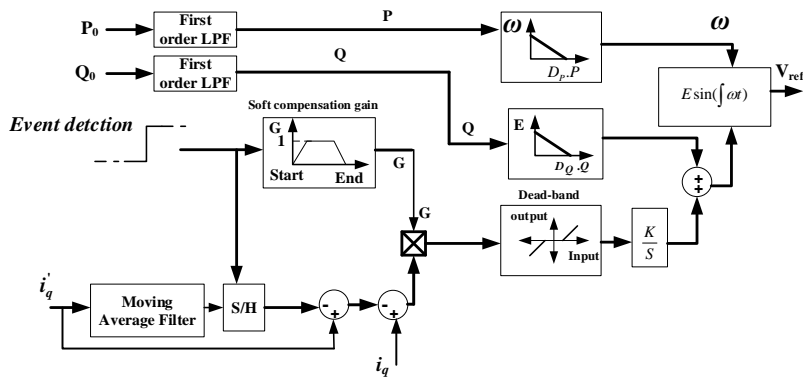 P₀
First
order LPF
P
ω
D_P.P
ω
E sin(∫ ωt)
V_ref
Q₀
First
order LPF
Q
Q
E
D_Q.Q
+
+
Event detction
Soft compensation gain
G
1
Start
End
G
G
Dead-band
output
Input
K
S
i'_q
Moving
Average Filter
S/H
-
+
-
+
i_q